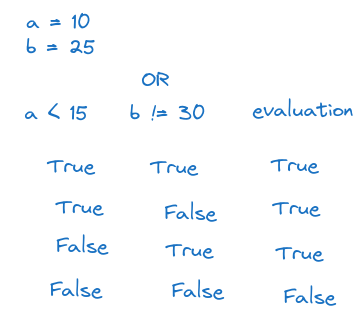 a = 10
b = 25
OR
a < 15 b != 30 evaluation
True True True
True False True
False True True
False False False